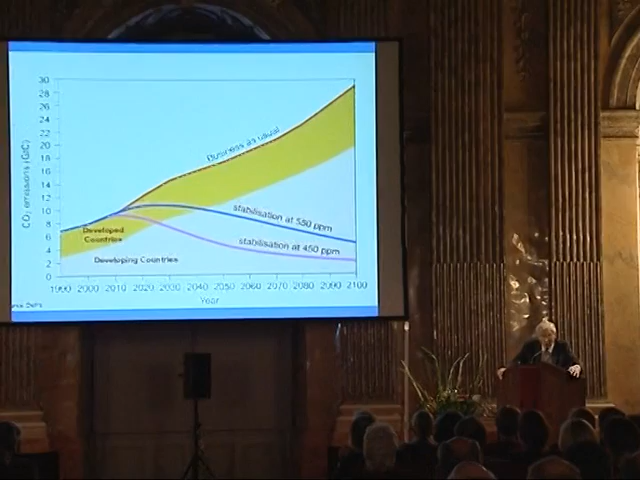 30
28
26
24
22
20
18
16
14
12
10
8
6
4
2
0
CO2 emissions (GtC)
Business as usual
stabilisation at 550 ppm
stabilisation at 450 ppm
Developed
Countries
Developing Countries
1990 2000 2010 2020 2030 2040 2050 2060 2070 2080 2090 2100
Year